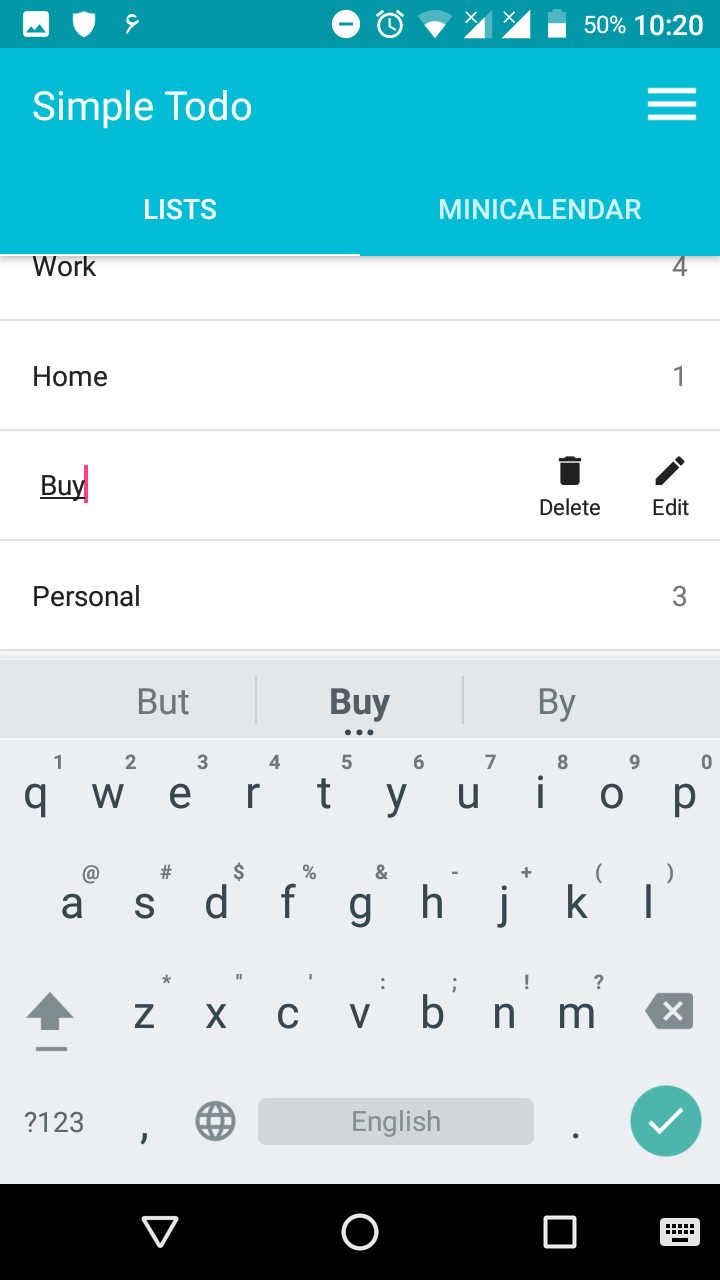 50% 10:20
Simple Todo
LISTS MINICALENDAR
Work 4
Home 1
Buy Delete Edit
Personal 3
But Buy By
1 2 3 4 5 6 7 8 9 0
q w e r t y u i o p
@ # $ % & - + ( )
a s d f g h j k l
* " ' : ; ! ?
z x c v b n m
?123 , English .